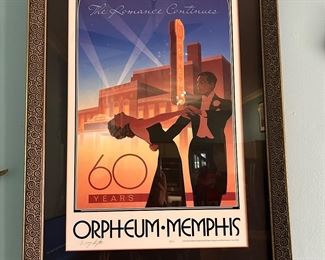 The Romance Continues
60
YEARS
ORPHEUM·MEMPHIS